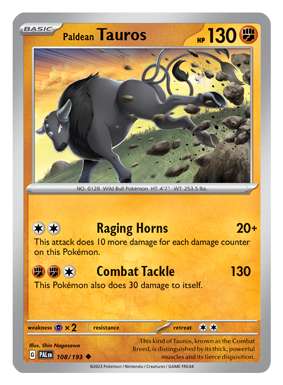 BASIC
Paldean Tauros HP 130
NO. 0128 Wild Bull Pokémon HT: 4'7" WT: 253.5 lbs.
Raging Horns 20+
This attack does 10 more damage for each damage counter
on this Pokémon.
Combat Tackle 130
This Pokémon also does 30 damage to itself.
weakness ×2 resistance retreat
Illus. Shin Nagasawa
G PAL EN 108/193
This kind of Tauros, known as the Combat
Breed, is distinguished by its thick, powerful
muscles and its fierce disposition.
©2023 Pokémon / Nintendo / Creatures / GAME FREAK